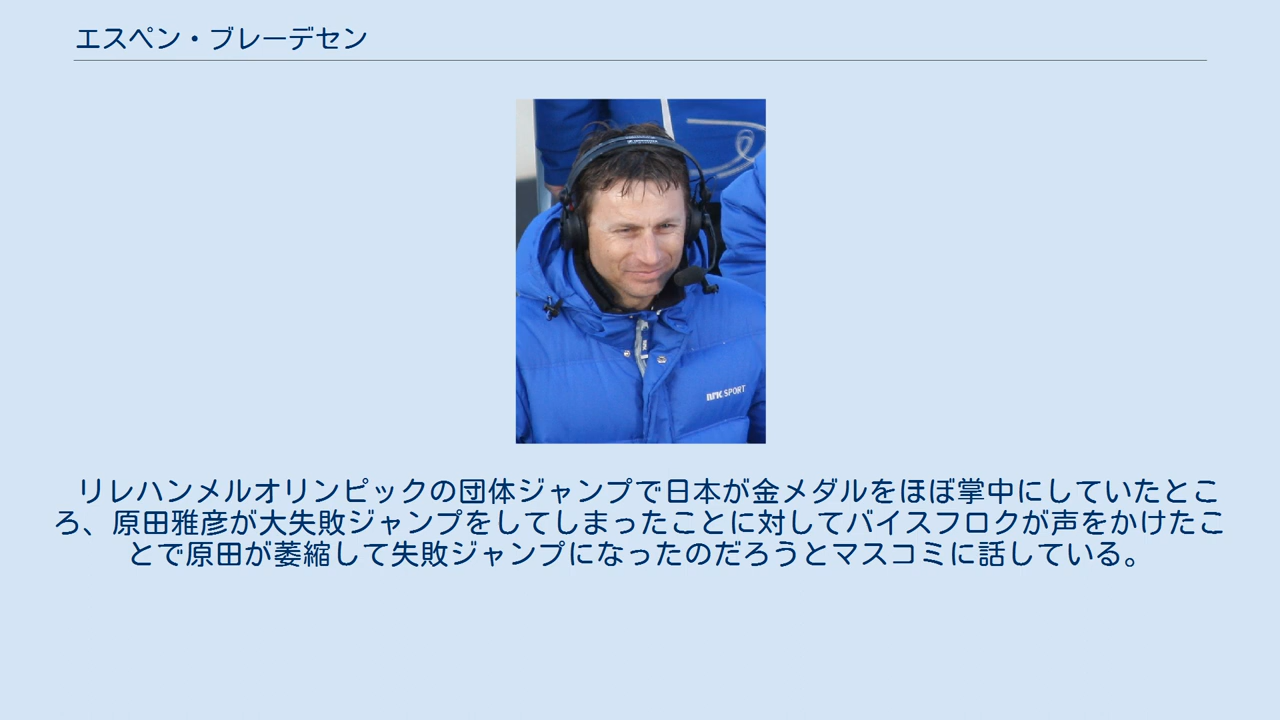 エスペン・ブレーデセン
NRK SPORT
リレハンメルオリンピックの団体ジャンプで日本が金メダルをほぼ掌中にしていたとこ
ろ、原田雅彦が大失敗ジャンプをしてしまったことに対してバイスフロクが声をかけたこ
とで原田が萎縮して失敗ジャンプになったのだろうとマスコミに話している。